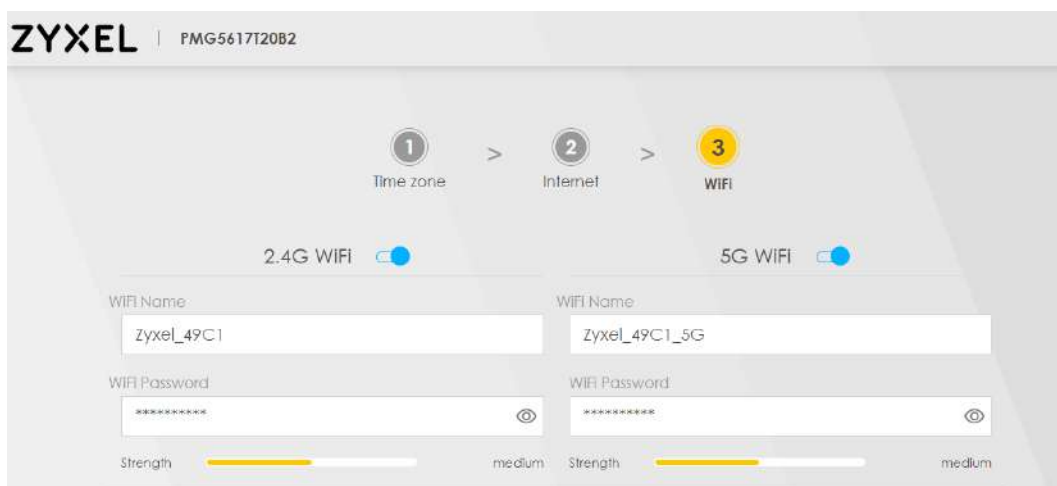 ZYXEL | PMG5617T20B2
1 > 2 > 3
Time zone Internet WiFi
2.4G WiFi 5G WiFi
WiFi Name WiFi Name
Zyxel_49C1 Zyxel_49C1_5G
WiFi Password WiFi Password
********** **********
Strength medium Strength medium